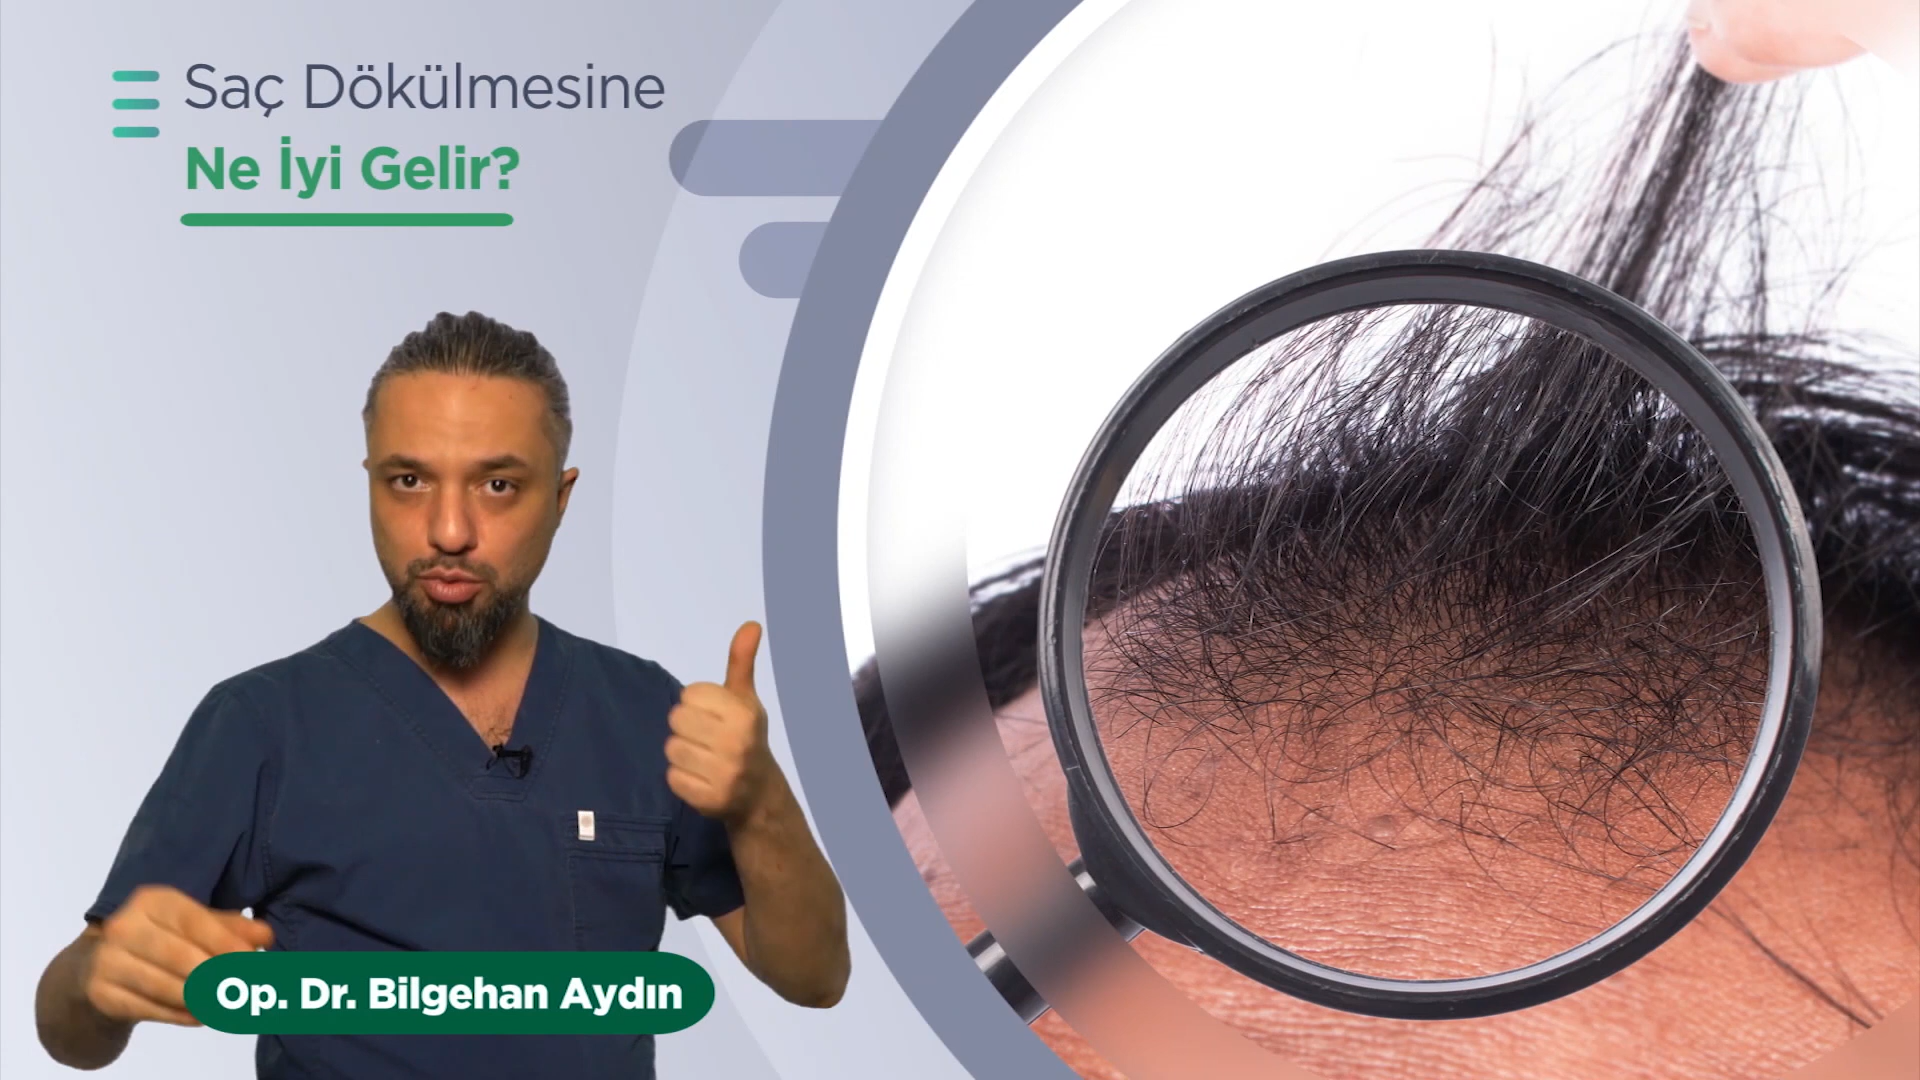 Saç Dökülmesine
Ne İyi Gelir?
Op. Dr. Bilgehan Aydın